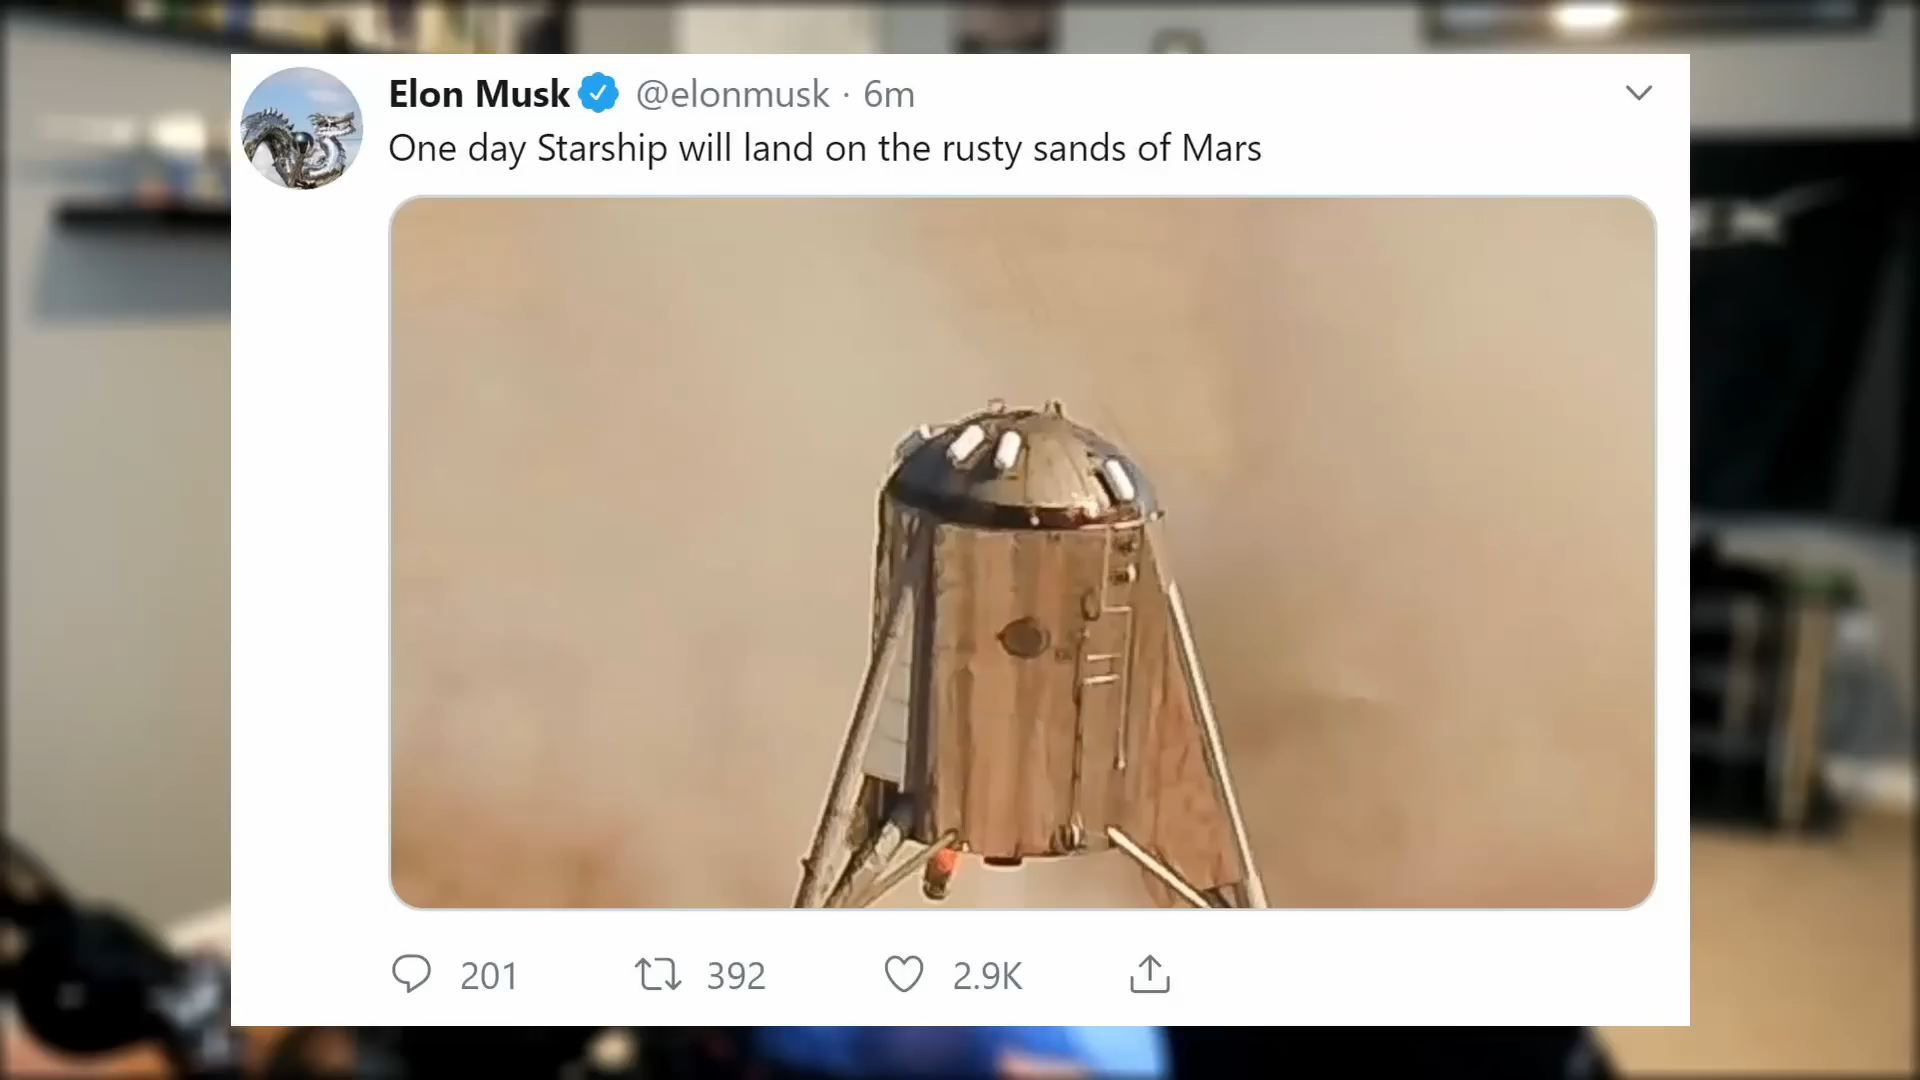 Elon Musk @elonmusk · 6m
One day Starship will land on the rusty sands of Mars
201 392 2.9K